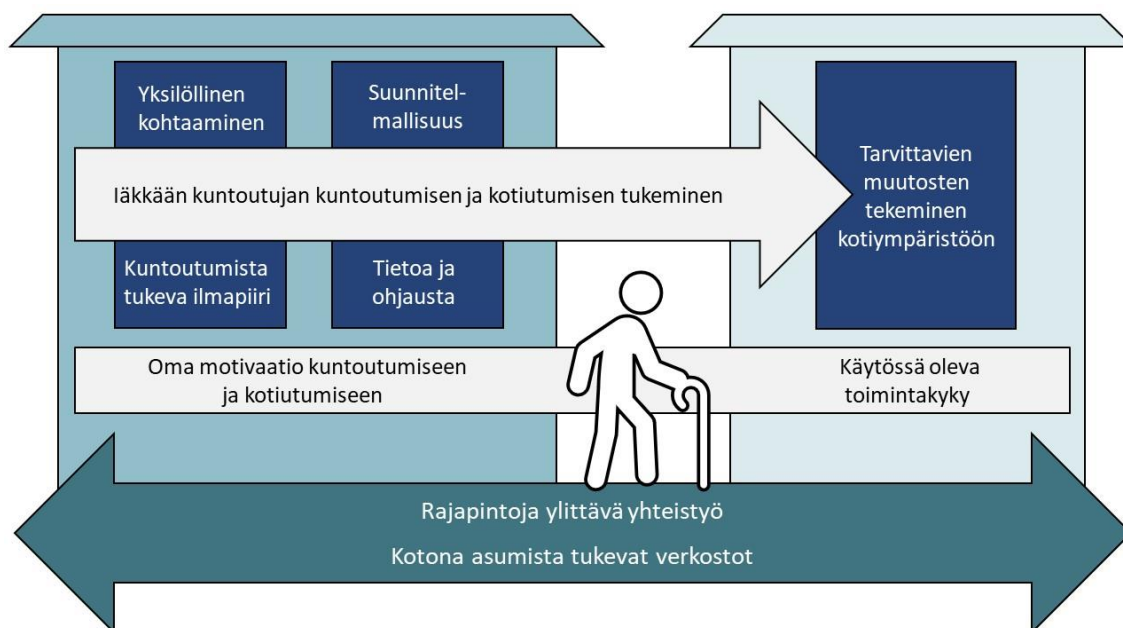 Yksilöllinen
kohtaaminen
Suunnitel-
mallisuus
Iäkkään kuntoutujan kuntoutumisen ja kotiutumisen tukeminen
Tarvittavien
muutosten
tekeminen
kotiympäristöön
Kuntoutumista
tukeva ilmapiiri
Tietoa ja
ohjausta
Oma motivaatio kuntoutumiseen
ja kotiutumiseen
Käytössä oleva
toimintakyky
Rajapintoja ylittävä yhteistyö
Kotona asumista tukevat verkostot